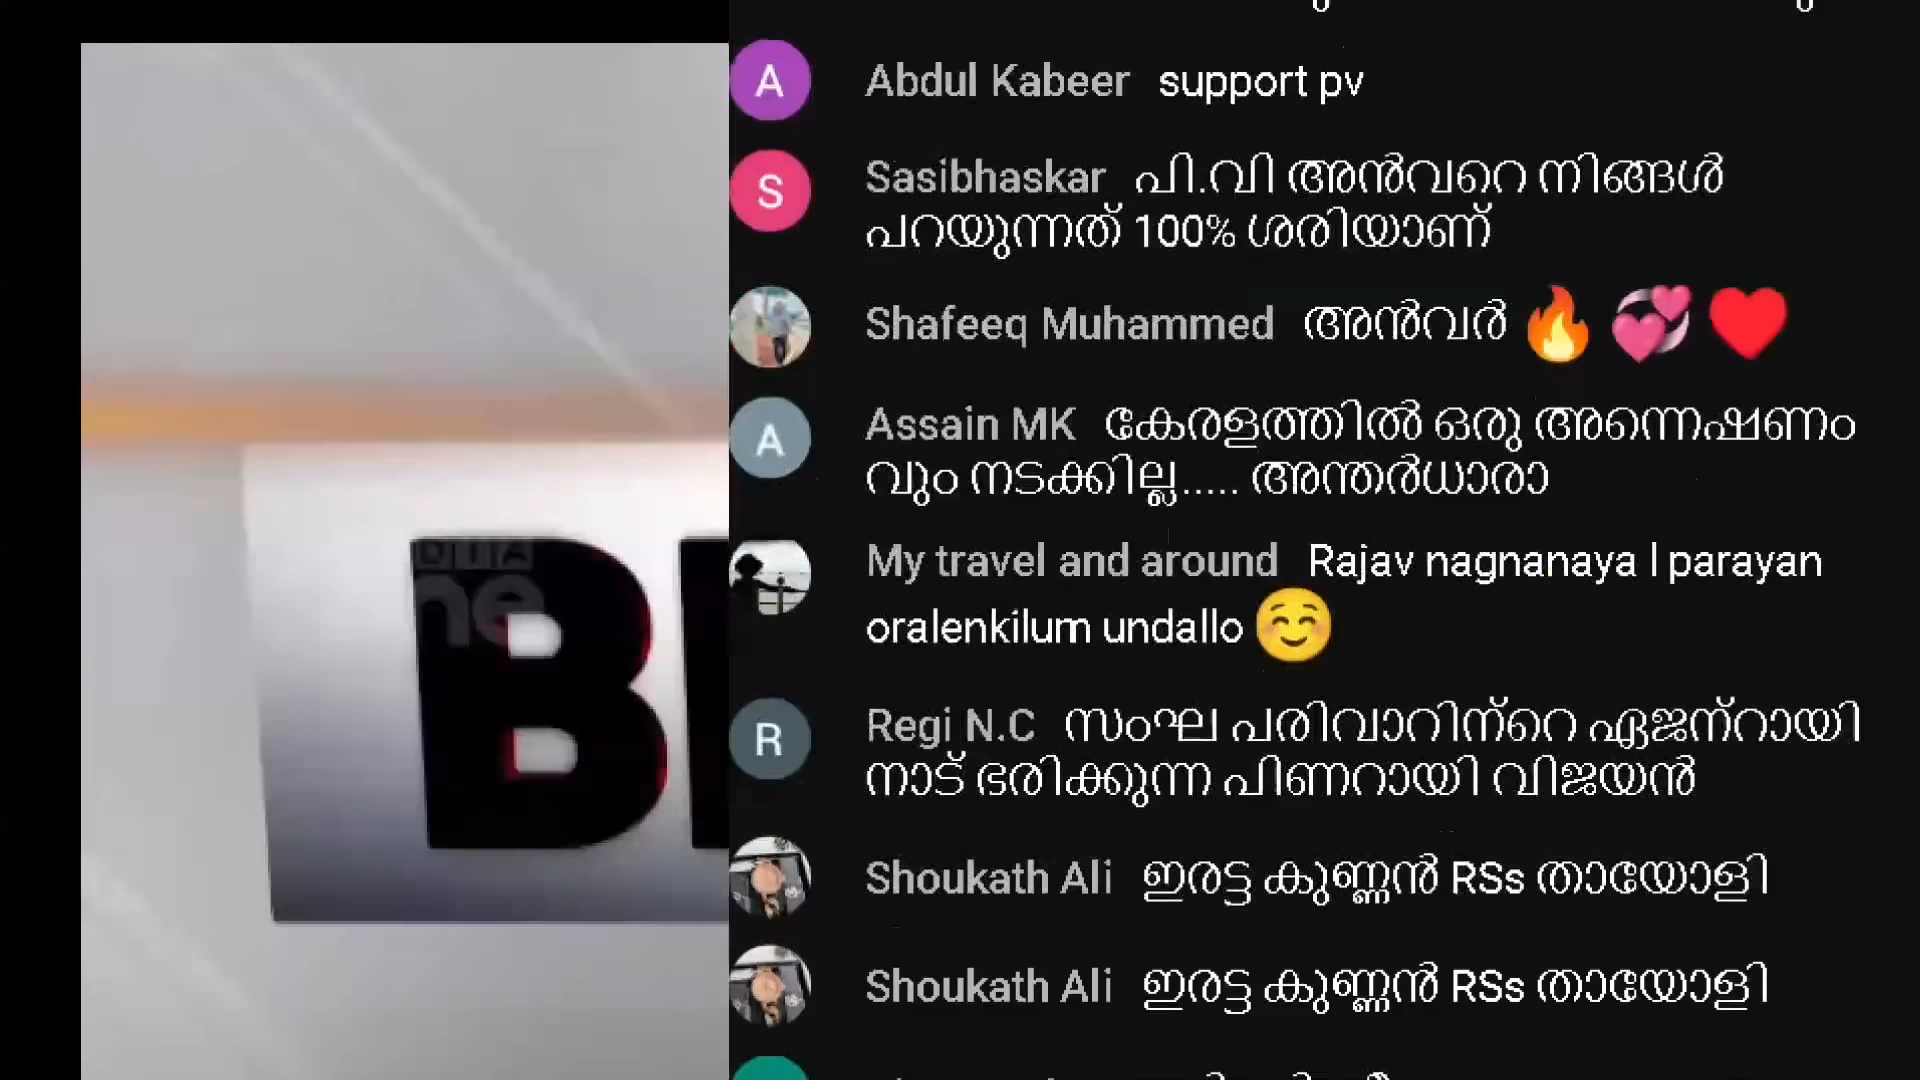 A Abdul Kabeer support pv
S Sasibhaskar പി.വി അൻവറെ നിങ്ങൾ
പറയുന്നത് 100% ശരിയാണ്
Shafeeq Muhammed അൻവർ 🔥 💞 ♥️
A Assain MK കേരളത്തിൽ ഒരു അന്നെഷണം
വും നടക്കില്ല..... അന്തർധാരാ
My travel and around Rajav nagnanaya l parayan
oralenkilum undallo ☺️
R Regi N.C സംഘ പരിവാറിന്റെ ഏജന്റായി
നാട് ഭരിക്കുന്ന പിണറായി വിജയൻ
Shoukath Ali ഇരട്ട കുണ്ണൻ RSs തായോളി
Shoukath Ali ഇരട്ട കുണ്ണൻ RSs തായോളി
B